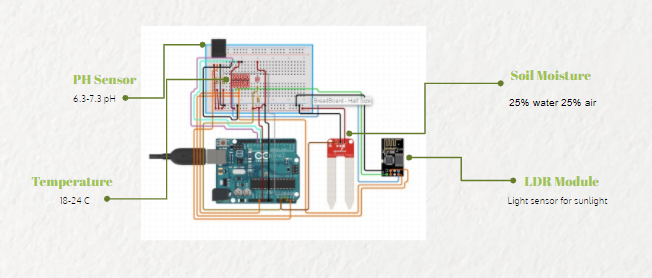 PH Sensor
6.3-7.3 pH
Soil Moisture
25% water 25% air
BreadBoard - Half Size
Temperature
18-24 C
LDR Module
Light sensor for sunlight